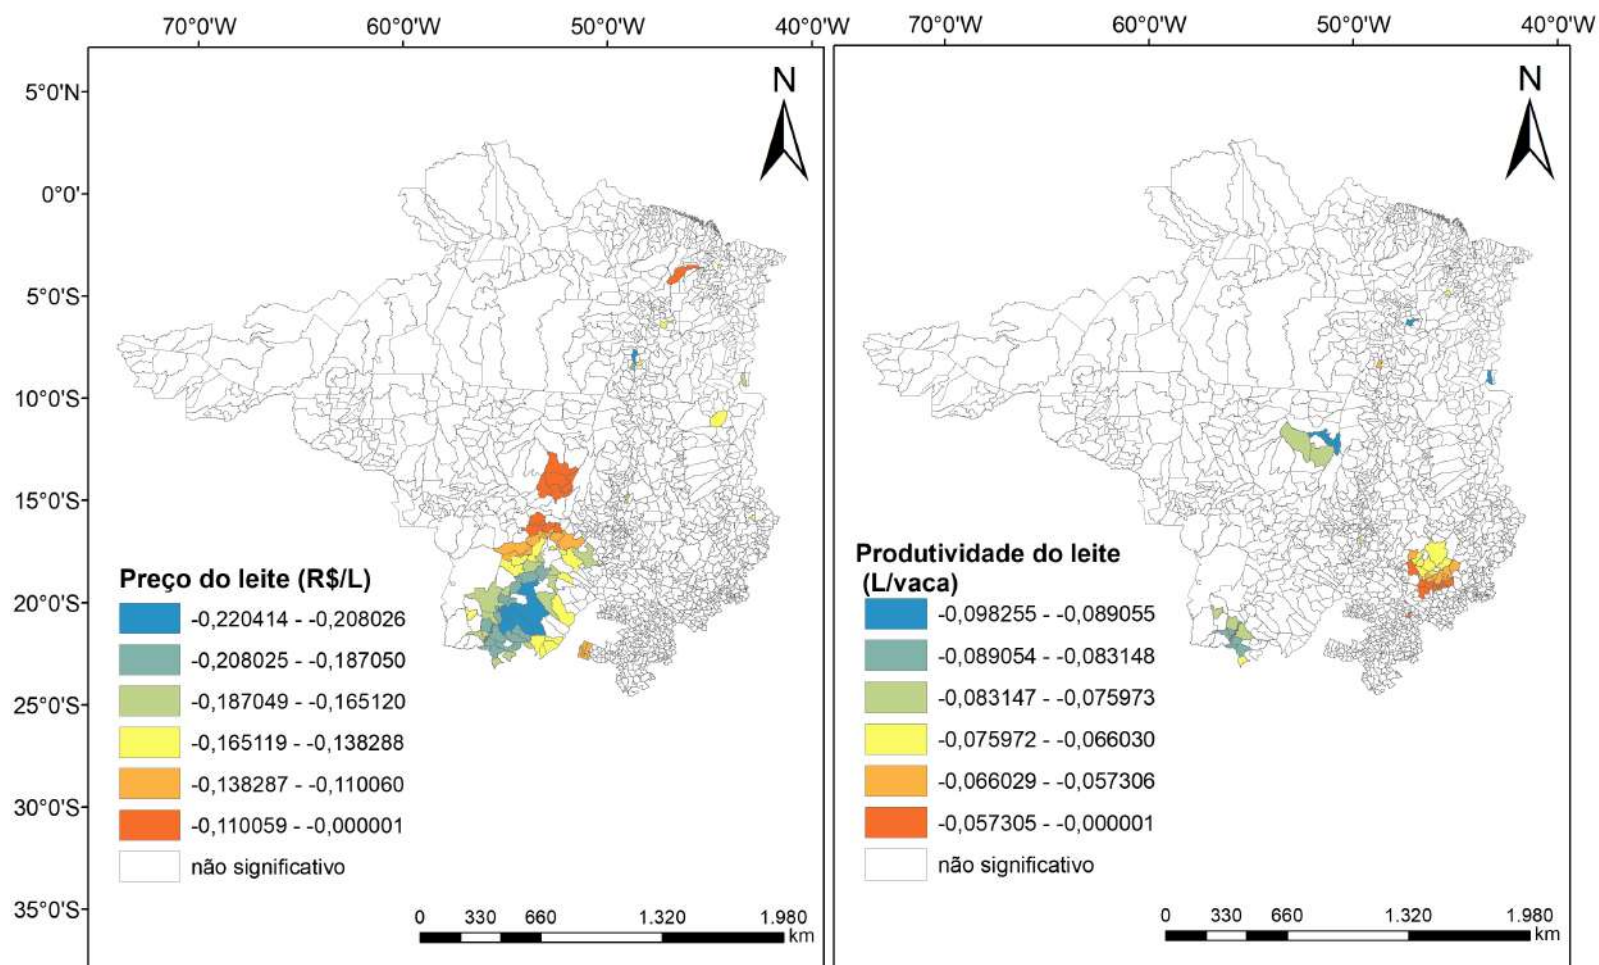 70°0'W 60°0'W 50°0'W 40°0'W
70°0'W 60°0'W 50°0'W 40°0'W
N
N
5°0'N
0°0'
5°0'S
10°0'S
15°0'S
20°0'S
25°0'S
30°0'S
35°0'S
Preço do leite (R$/L)
-0,220414 - -0,208026
-0,208025 - -0,187050
-0,187049 - -0,165120
-0,165119 - -0,138288
-0,138287 - -0,110060
-0,110059 - -0,000001
não significativo
0 330 660 1.320 1.980
km
Produtividade do leite
(L/vaca)
-0,098255 - -0,089055
-0,089054 - -0,083148
-0,083147 - -0,075973
-0,075972 - -0,066030
-0,066029 - -0,057306
-0,057305 - -0,000001
não significativo
0 330 660 1.320 1.980
km